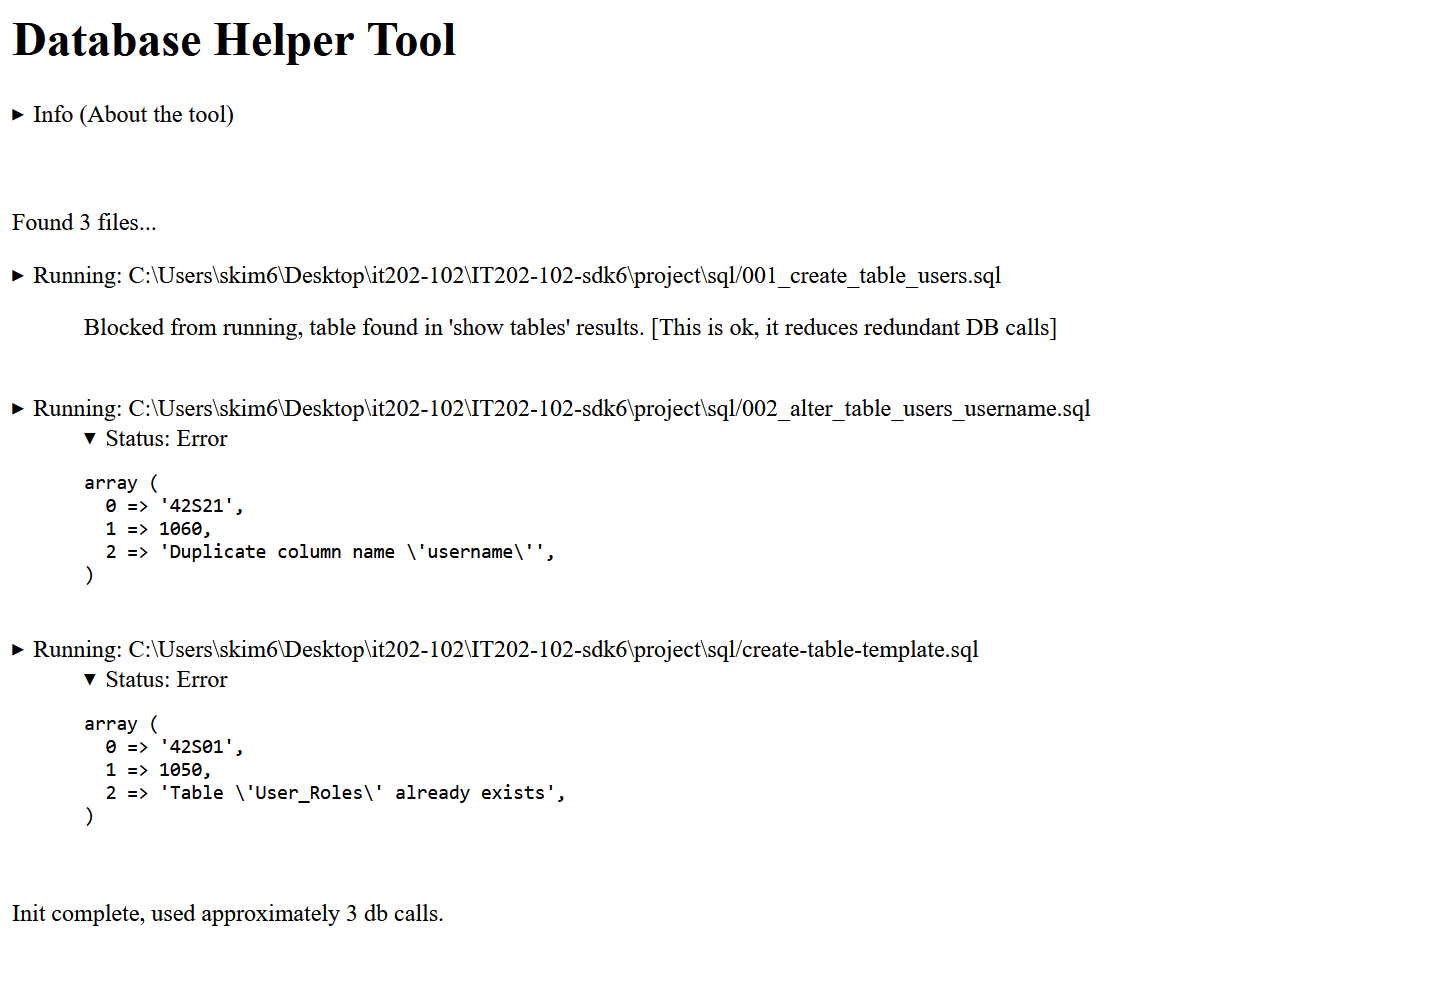 Database Helper Tool
▶ Info (About the tool)
Found 3 files...
▶ Running: C:\Users\skim6\Desktop\it202-102\IT202-102-sdk6\project\sql/001_create_table_users.sql
Blocked from running, table found in 'show tables' results. [This is ok, it reduces redundant DB calls]
▶ Running: C:\Users\skim6\Desktop\it202-102\IT202-102-sdk6\project\sql/002_alter_table_users_username.sql
▼ Status: Error
array (
  0 => '42S21',
  1 => 1060,
  2 => 'Duplicate column name \'username\'',
)
▶ Running: C:\Users\skim6\Desktop\it202-102\IT202-102-sdk6\project\sql/create-table-template.sql
▼ Status: Error
array (
  0 => '42S01',
  1 => 1050,
  2 => 'Table \'User_Roles\' already exists',
)
Init complete, used approximately 3 db calls.